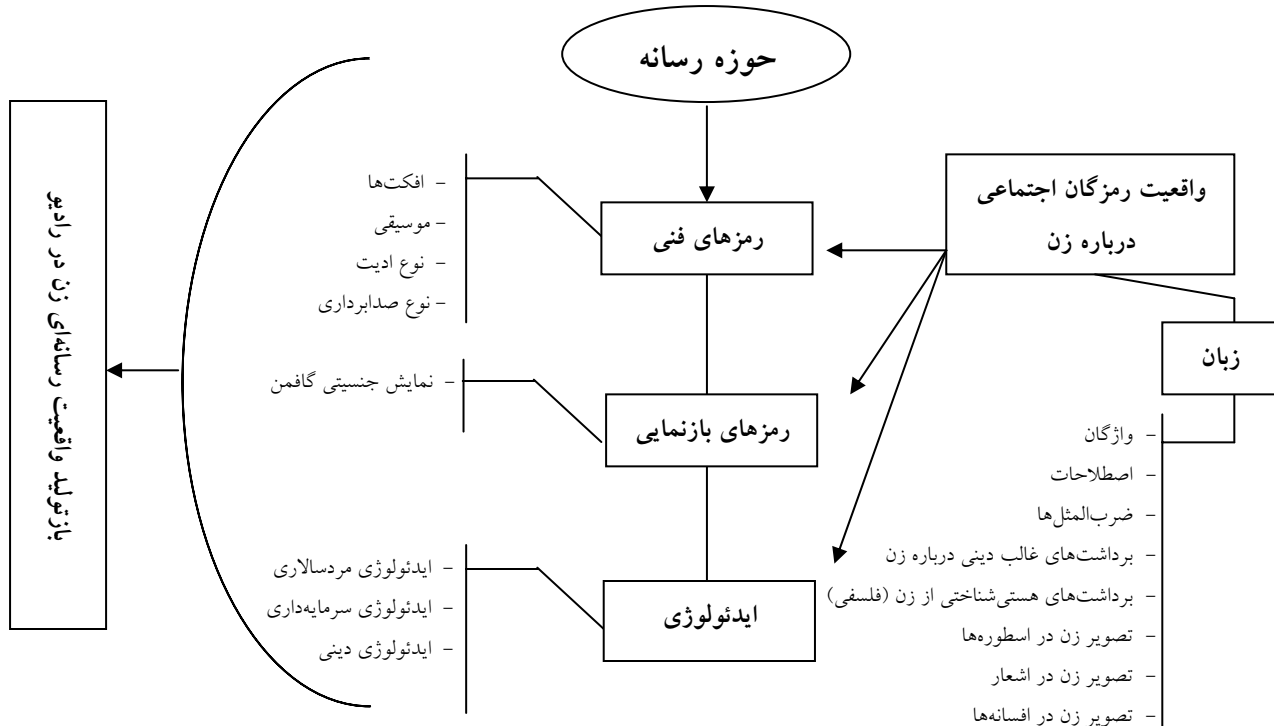 حوزه رسانه
واقعیت رمزگان اجتماعی
درباره زن
زبان
- واژگان
- اصطلاحات
- ضرب‌المثل‌ها
- برداشت‌های غالب دینی درباره زن
- برداشت‌های هستی‌شناختی از زن (فلسفی)
- تصویر زن در اسطوره‌ها
- تصویر زن در اشعار
- تصویر زن در افسانه‌ها
رمزهای فنی
- افکت‌ها
- موسیقی
- نوع ادیت
- نوع صدابرداری
رمزهای بازنمایی
- نمایش جنسیتی گافمن
ایدئولوژی
- ایدئولوژی مردسالاری
- ایدئولوژی سرمایه‌داری
- ایدئولوژی دینی
بازتولید واقعیت رسانه‌ای زن در رادیو